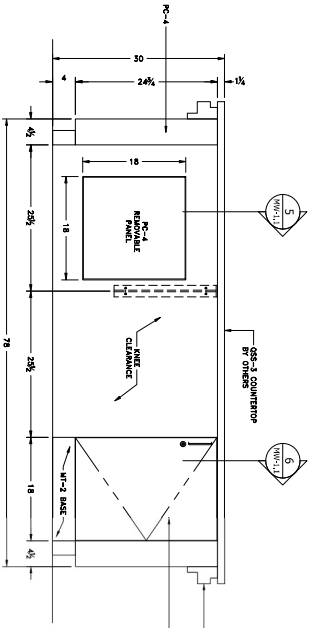 5
MW-1.1
QSS-3 COUNTERTOP
BY OTHERS
6
MW-1.1
1¼
24¾
30
4
PC-4
18
18
PC-4
REMOVABLE
PANEL
KNEE
CLEARANCE
MT-2 BASE
4½
25½
25½
18
4½
78